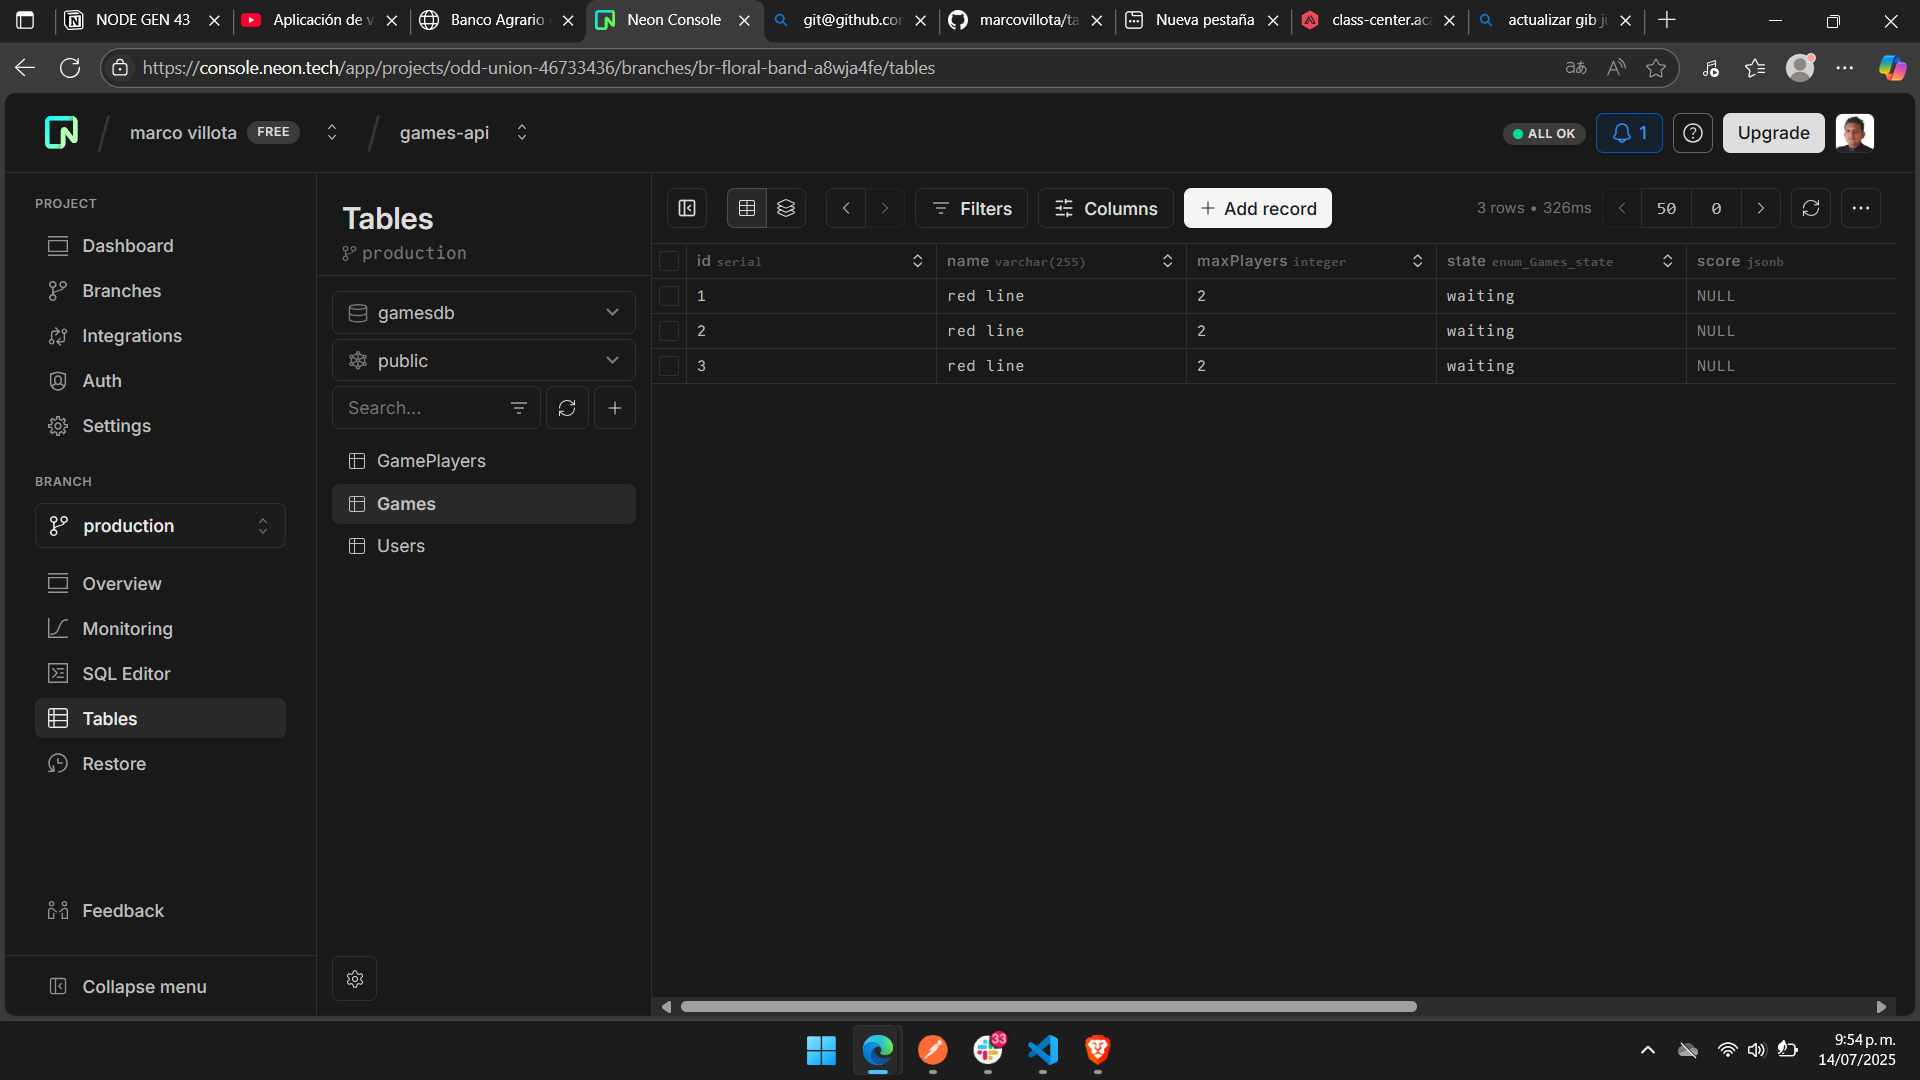 NODE GEN 43
Aplicación de v
Banco Agrario
Neon Console
git@github.co
marcovillota/ta
Nueva pestaña
class-center.ac
actualizar gib
https://console.neon.tech/app/projects/odd-union-46733436/branches/br-floral-band-a8wja4fe/tables
marco villota FREE
games-api
ALL OK
1
Upgrade
PROJECT
Dashboard
Branches
Integrations
Auth
Settings
BRANCH
production
Overview
Monitoring
SQL Editor
Tables
Restore
Feedback
Collapse menu
Tables
production
gamesdb
public
Search...
GamePlayers
Games
Users
Filters
Columns
Add record
3 rows • 326ms
50
0
id serial name varchar(255) maxPlayers integer state enum_Games_state score jsonb
1 red line 2 waiting NULL
2 red line 2 waiting NULL
3 red line 2 waiting NULL
33
9:54 p. m.
14/07/2025